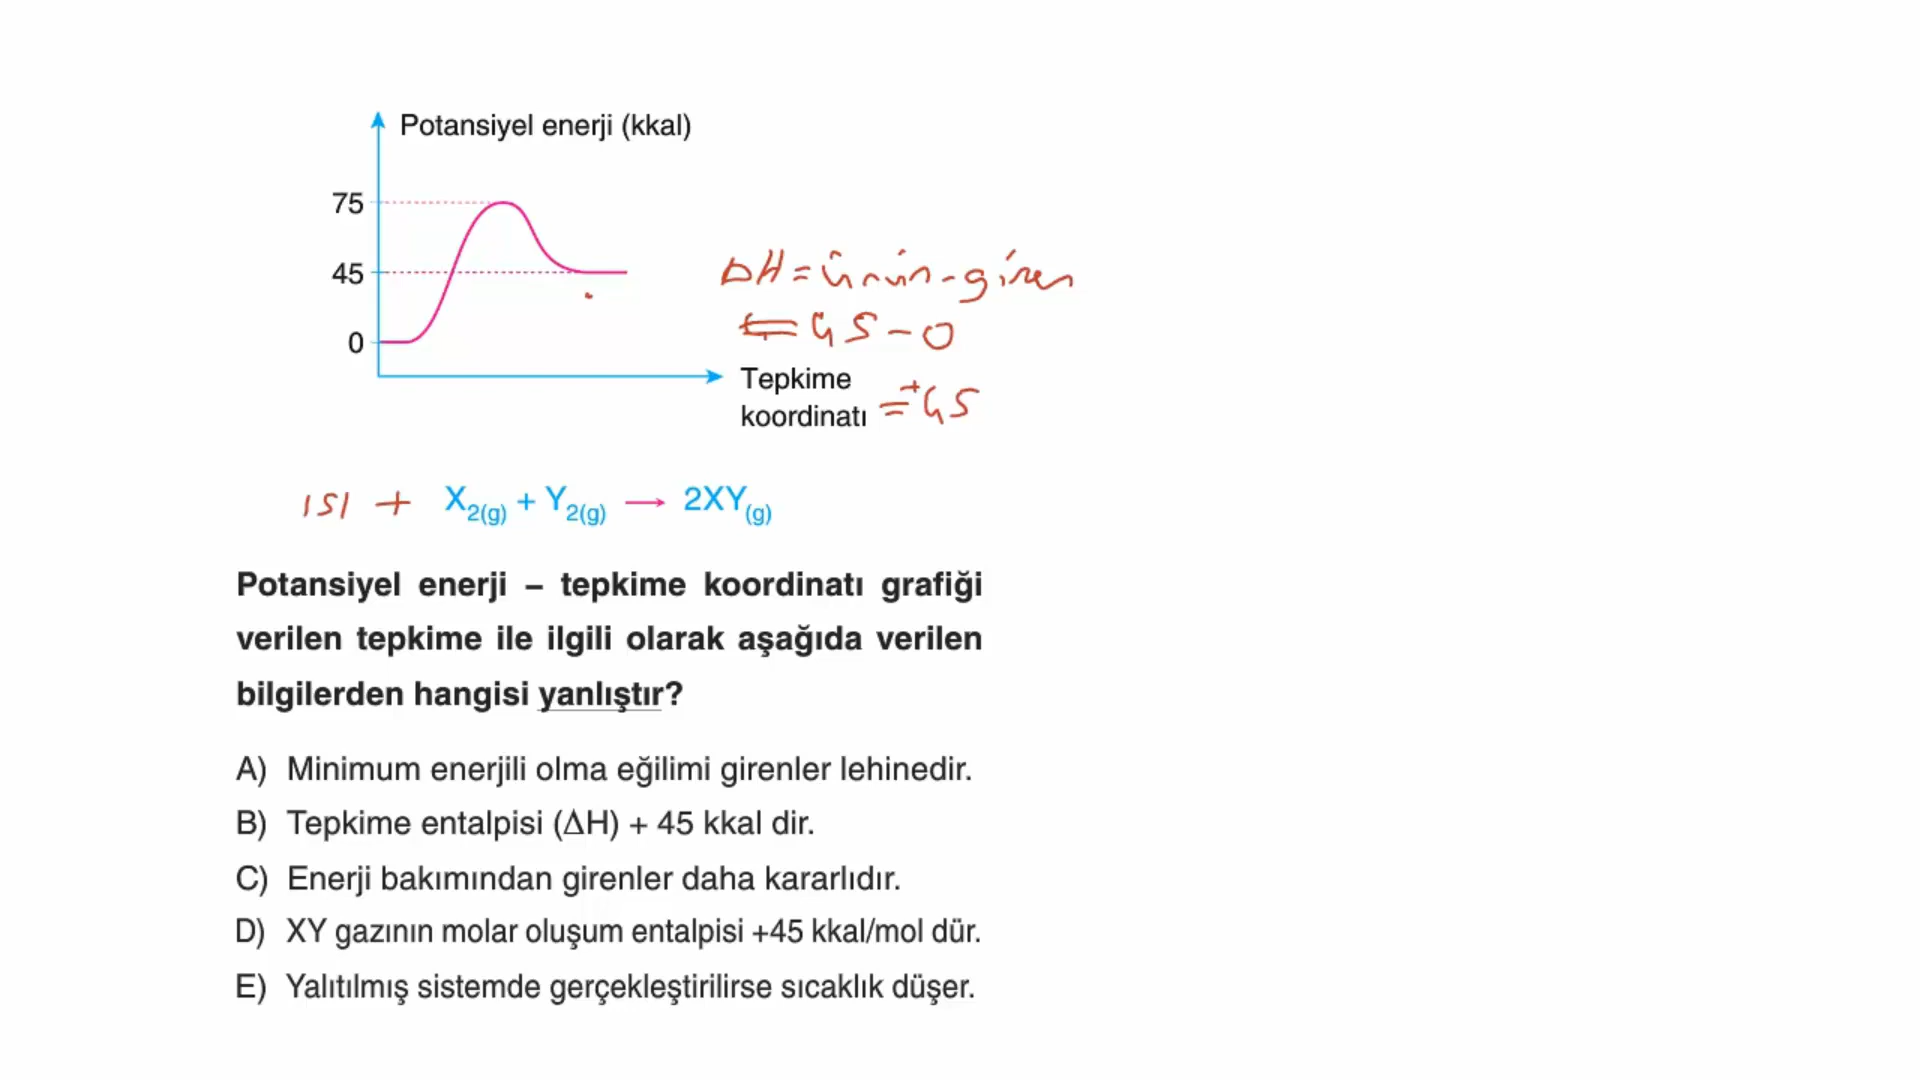 Potansiyel enerji (kkal)
75
45
0
ΔH = ürün - giren
= 45 - 0
= +45
Tepkime
koordinatı
ısı + X2(g) + Y2(g) → 2XY(g)
Potansiyel enerji – tepkime koordinatı grafiği
verilen tepkime ile ilgili olarak aşağıda verilen
bilgilerden hangisi yanlıştır?
A) Minimum enerjili olma eğilimi girenler lehinedir.
B) Tepkime entalpisi (ΔH) + 45 kkal dir.
C) Enerji bakımından girenler daha kararlıdır.
D) XY gazının molar oluşum entalpisi +45 kkal/mol dür.
E) Yalıtılmış sistemde gerçekleştirilirse sıcaklık düşer.